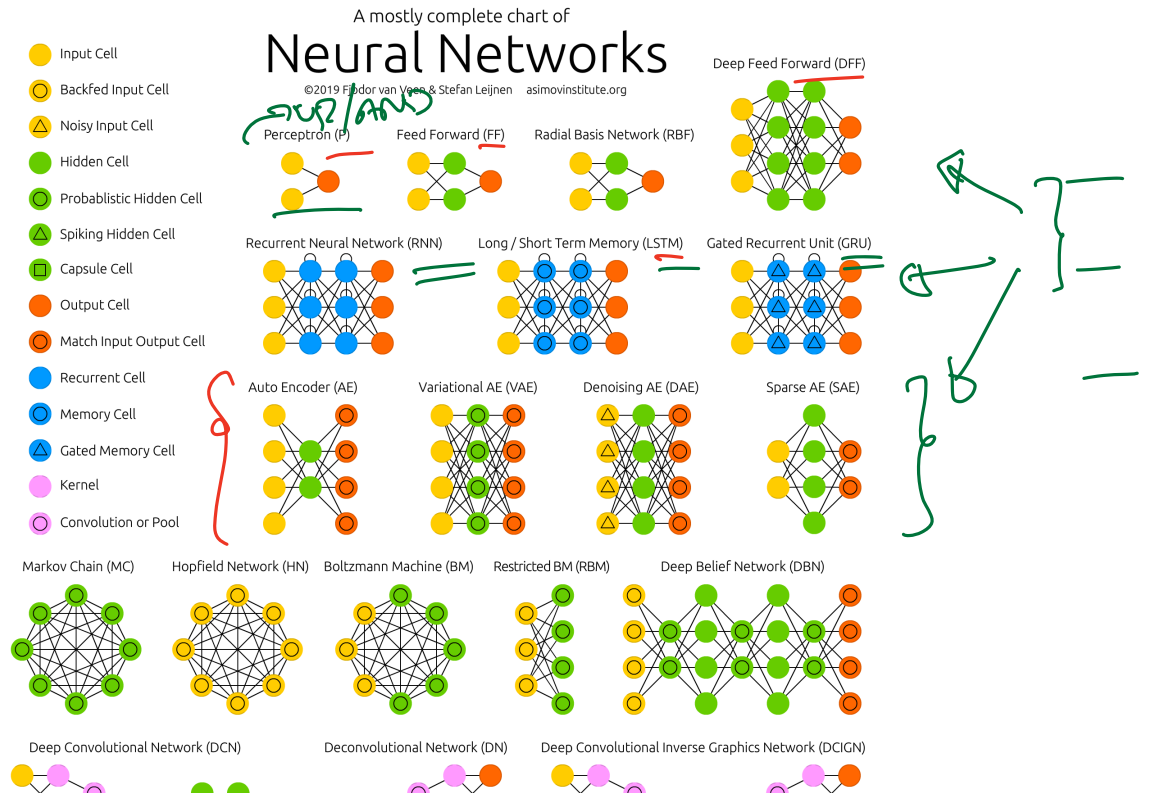 A mostly complete chart of
Neural Networks
©2019 Fjodor van Veen & Stefan Leijnen asimovinstitute.org
Input Cell
Backfed Input Cell
Noisy Input Cell
Hidden Cell
Probablistic Hidden Cell
Spiking Hidden Cell
Capsule Cell
Output Cell
Match Input Output Cell
Recurrent Cell
Memory Cell
Gated Memory Cell
Kernel
Convolution or Pool
Deep Feed Forward (DFF)
Perceptron (P)
Feed Forward (FF)
Radial Basis Network (RBF)
Recurrent Neural Network (RNN)
Long / Short Term Memory (LSTM)
Gated Recurrent Unit (GRU)
Auto Encoder (AE)
Variational AE (VAE)
Denoising AE (DAE)
Sparse AE (SAE)
Markov Chain (MC)
Hopfield Network (HN)
Boltzmann Machine (BM)
Restricted BM (RBM)
Deep Belief Network (DBN)
Deep Convolutional Network (DCN)
Deconvolutional Network (DN)
Deep Convolutional Inverse Graphics Network (DCIGN)